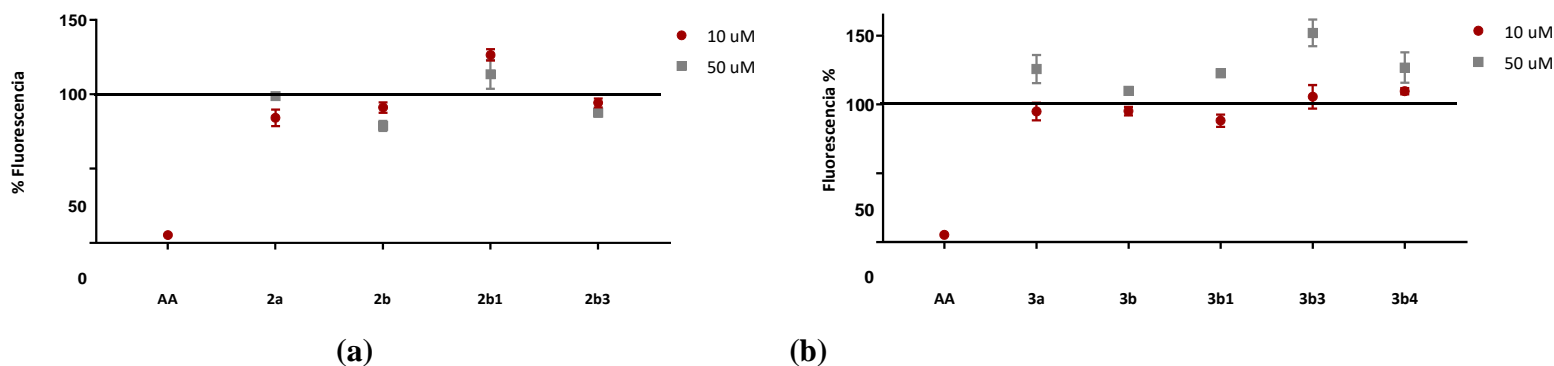 150
100
50
0
% Fluorescencia
AA 2a 2b 2b1 2b3
10 uM
50 uM
(a)
150
100
50
0
Fluorescencia %
AA 3a 3b 3b1 3b3 3b4
10 uM
50 uM
(b)